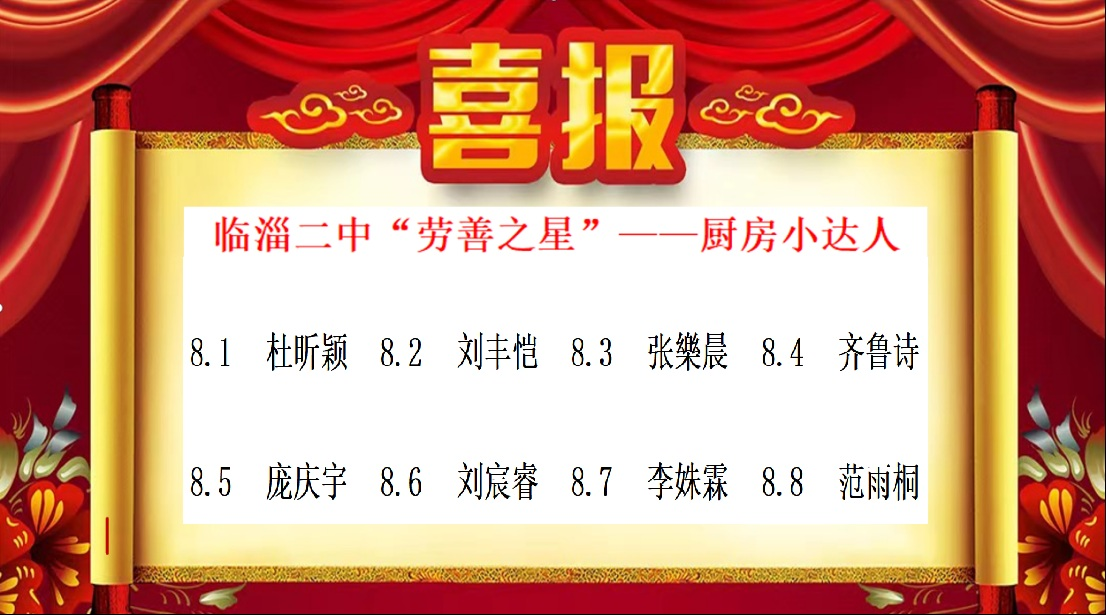 喜报
临淄二中“劳善之星”——厨房小达人
8.1 杜昕颖 8.2 刘丰恺 8.3 张樂晨 8.4 齐鲁诗
8.5 庞庆宇 8.6 刘宸睿 8.7 李姝霖 8.8 范雨桐